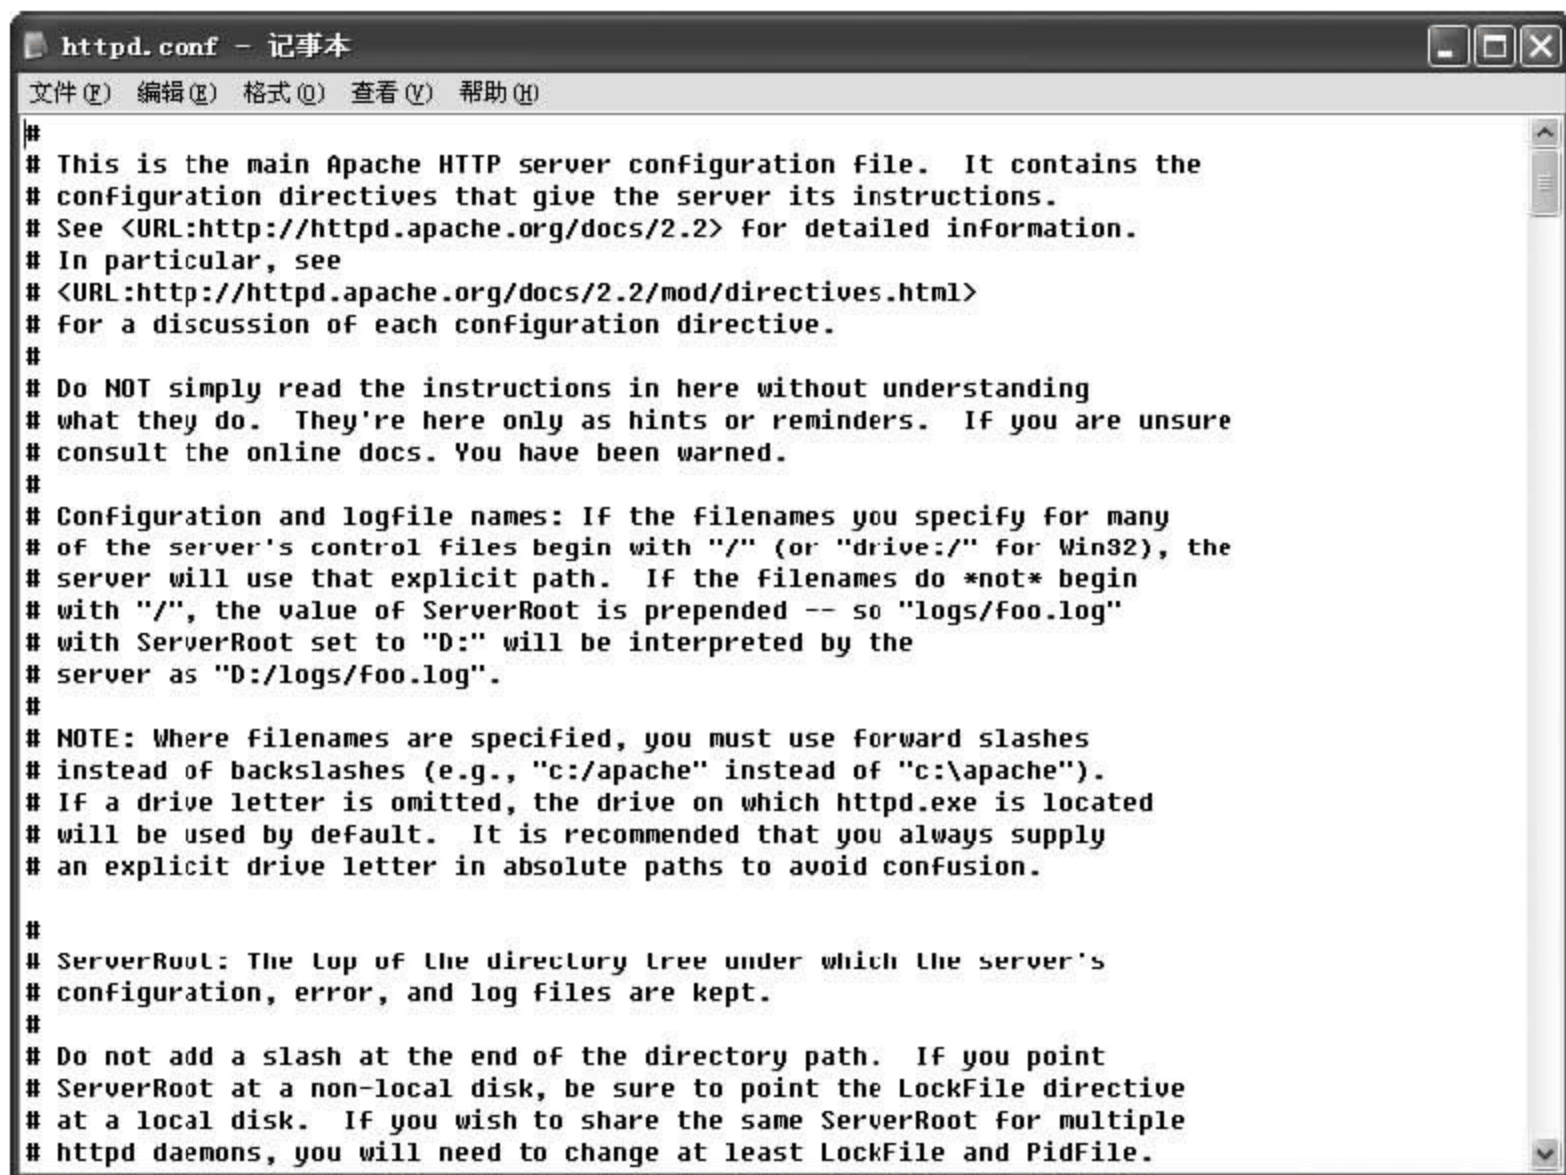 httpd.conf - 记事本
文件(F) 编辑(E) 格式(O) 查看(V) 帮助(H)
#
# This is the main Apache HTTP server configuration file.  It contains the
# configuration directives that give the server its instructions.
# See <URL:http://httpd.apache.org/docs/2.2> for detailed information.
# In particular, see
# <URL:http://httpd.apache.org/docs/2.2/mod/directives.html>
# for a discussion of each configuration directive.
#
# Do NOT simply read the instructions in here without understanding
# what they do.  They're here only as hints or reminders.  If you are unsure
# consult the online docs. You have been warned.
#
# Configuration and logfile names: If the filenames you specify for many
# of the server's control files begin with "/" (or "drive:/" for Win32), the
# server will use that explicit path.  If the filenames do *not* begin
# with "/", the value of ServerRoot is prepended -- so "logs/foo.log"
# with ServerRoot set to "D:" will be interpreted by the
# server as "D:/logs/foo.log".
#
# NOTE: Where filenames are specified, you must use forward slashes
# instead of backslashes (e.g., "c:/apache" instead of "c:\apache").
# If a drive letter is omitted, the drive on which httpd.exe is located
# will be used by default.  It is recommended that you always supply
# an explicit drive letter in absolute paths to avoid confusion.
#
# ServerRoot: The top of the directory tree under which the server's
# configuration, error, and log files are kept.
#
# Do not add a slash at the end of the directory path.  If you point
# ServerRoot at a non-local disk, be sure to point the LockFile directive
# at a local disk.  If you wish to share the same ServerRoot for multiple
# httpd daemons, you will need to change at least LockFile and PidFile.